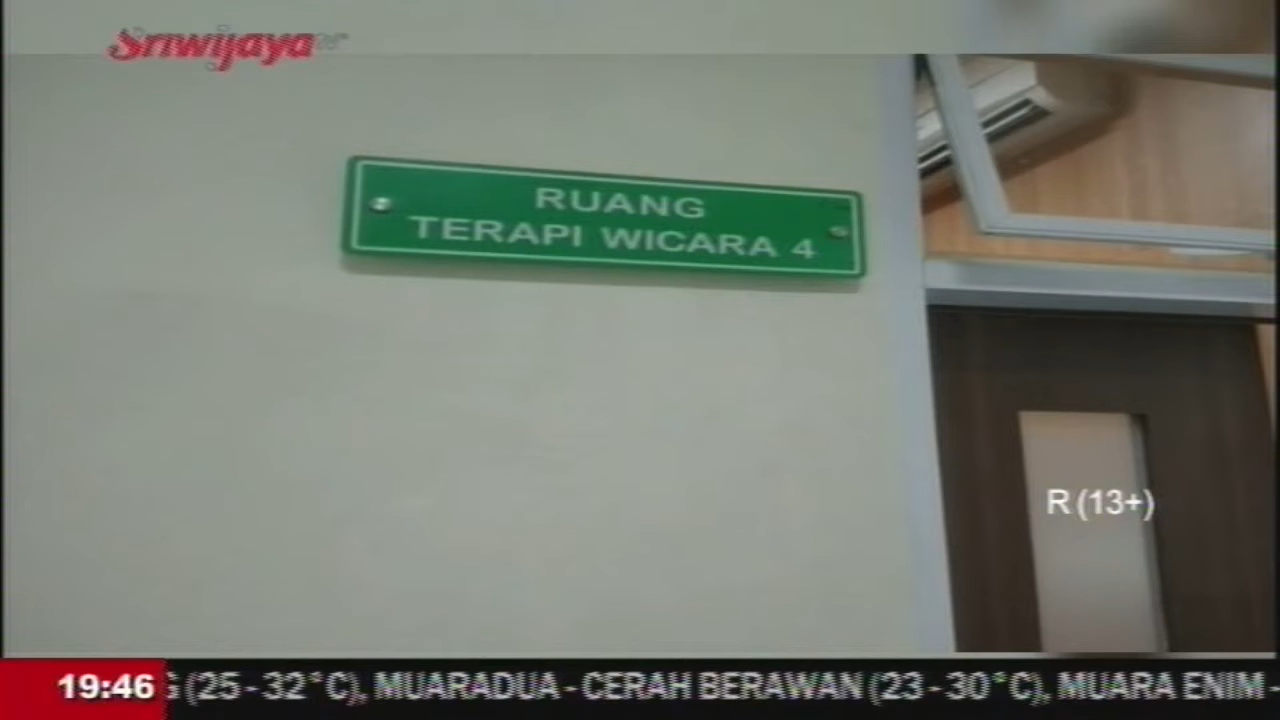 Sriwijaya
RUANG
TERAPI WICARA 4
R (13+)
19:46 (25 - 32°C), MUARADUA - CERAH BERAWAN (23 - 30°C), MUARA ENIM -